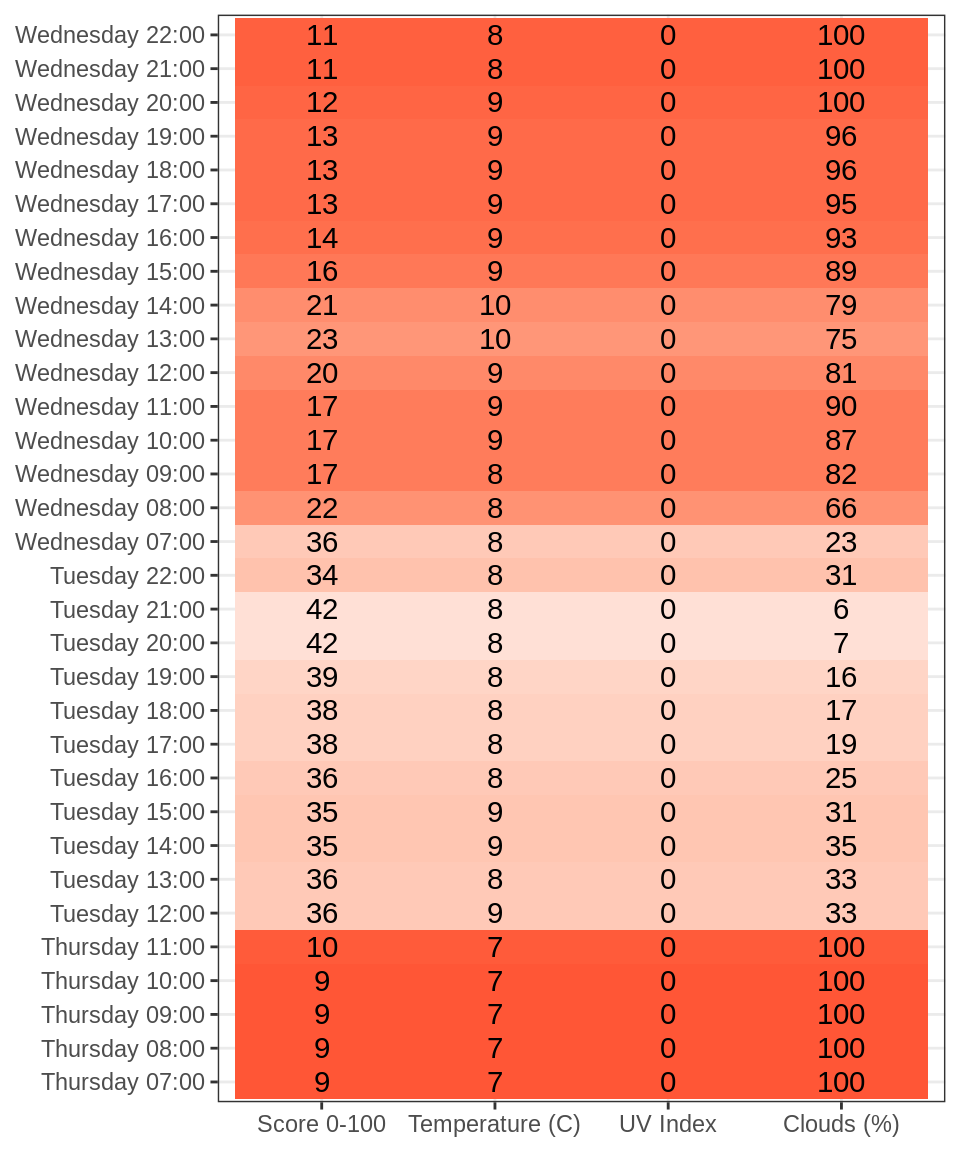 Wednesday 22:00 11 8 0 100
Wednesday 21:00 11 8 0 100
Wednesday 20:00 12 9 0 100
Wednesday 19:00 13 9 0 96
Wednesday 18:00 13 9 0 96
Wednesday 17:00 13 9 0 95
Wednesday 16:00 14 9 0 93
Wednesday 15:00 16 9 0 89
Wednesday 14:00 21 10 0 79
Wednesday 13:00 23 10 0 75
Wednesday 12:00 20 9 0 81
Wednesday 11:00 17 9 0 90
Wednesday 10:00 17 9 0 87
Wednesday 09:00 17 8 0 82
Wednesday 08:00 22 8 0 66
Wednesday 07:00 36 8 0 23
Tuesday 22:00 34 8 0 31
Tuesday 21:00 42 8 0 6
Tuesday 20:00 42 8 0 7
Tuesday 19:00 39 8 0 16
Tuesday 18:00 38 8 0 17
Tuesday 17:00 38 8 0 19
Tuesday 16:00 36 8 0 25
Tuesday 15:00 35 9 0 31
Tuesday 14:00 35 9 0 35
Tuesday 13:00 36 8 0 33
Tuesday 12:00 36 9 0 33
Thursday 11:00 10 7 0 100
Thursday 10:00 9 7 0 100
Thursday 09:00 9 7 0 100
Thursday 08:00 9 7 0 100
Thursday 07:00 9 7 0 100
Score 0-100 Temperature (C) UV Index Clouds (%)